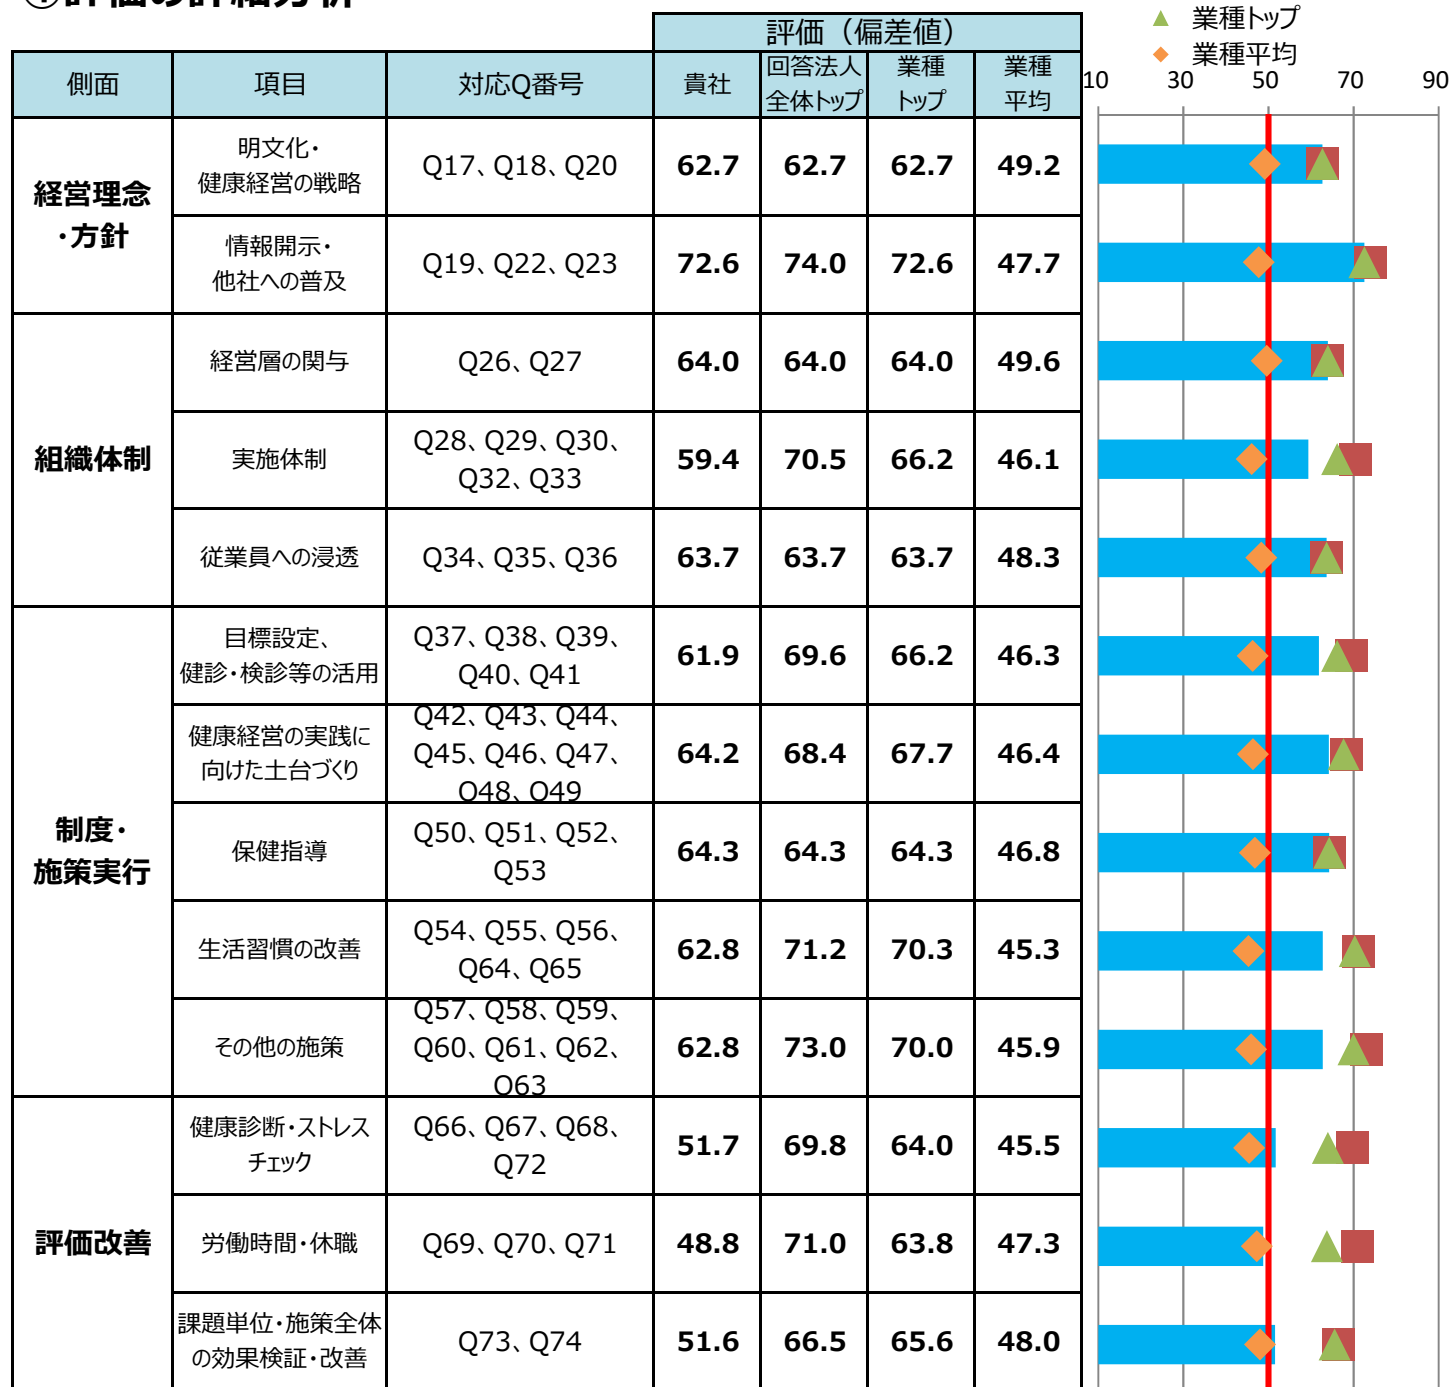 ①評価の詳細分析
▲ 業種トップ
◆ 業種平均
評価（偏差値）
側面 項目 対応Q番号 貴社 回答法人 業種 業種
全体トップ トップ 平均
10 30 50 70 90
経営理念
・方針
明文化・
健康経営の戦略
Q17、Q18、Q20
62.7 62.7 62.7 49.2
情報開示・
他社への普及
Q19、Q22、Q23
72.6 74.0 72.6 47.7
組織体制
経営層の関与
Q26、Q27
64.0 64.0 64.0 49.6
実施体制
Q28、Q29、Q30、
Q32、Q33
59.4 70.5 66.2 46.1
従業員への浸透
Q34、Q35、Q36
63.7 63.7 63.7 48.3
制度・
施策実行
目標設定、
健診・検診等の活用
Q37、Q38、Q39、
Q40、Q41
61.9 69.6 66.2 46.3
健康経営の実践に
向けた土台づくり
Q42、Q43、Q44、
Q45、Q46、Q47、
Q48、Q49
64.2 68.4 67.7 46.4
保健指導
Q50、Q51、Q52、
Q53
64.3 64.3 64.3 46.8
生活習慣の改善
Q54、Q55、Q56、
Q64、Q65
62.8 71.2 70.3 45.3
その他の施策
Q57、Q58、Q59、
Q60、Q61、Q62、
Q63
62.8 73.0 70.0 45.9
評価改善
健康診断・ストレス
チェック
Q66、Q67、Q68、
Q72
51.7 69.8 64.0 45.5
労働時間・休職
Q69、Q70、Q71
48.8 71.0 63.8 47.3
課題単位・施策全体
の効果検証・改善
Q73、Q74
51.6 66.5 65.6 48.0